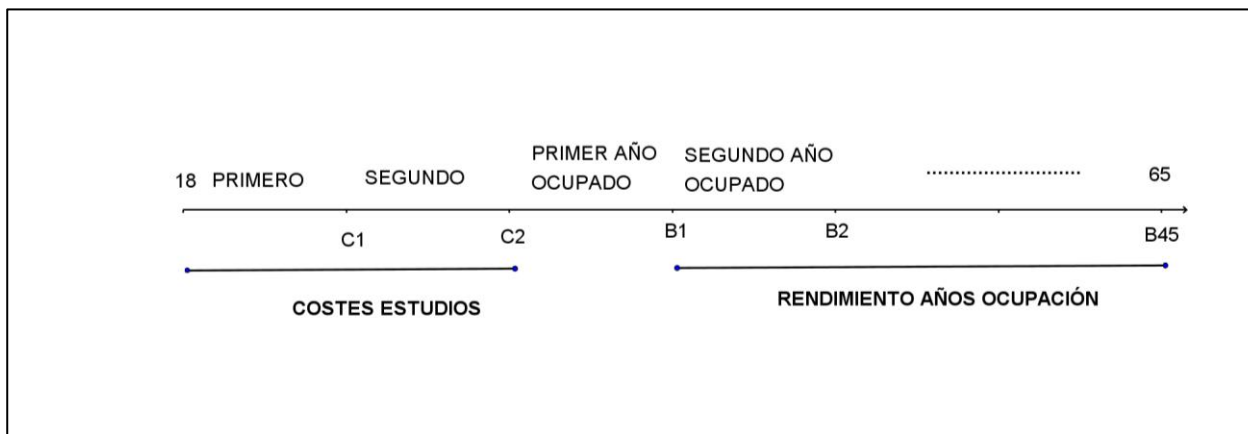 18 PRIMERO
SEGUNDO
PRIMER AÑO
OCUPADO
SEGUNDO AÑO
OCUPADO
................................
65
C1
C2
B1
B2
B45
COSTES ESTUDIOS
RENDIMIENTO AÑOS OCUPACIÓN